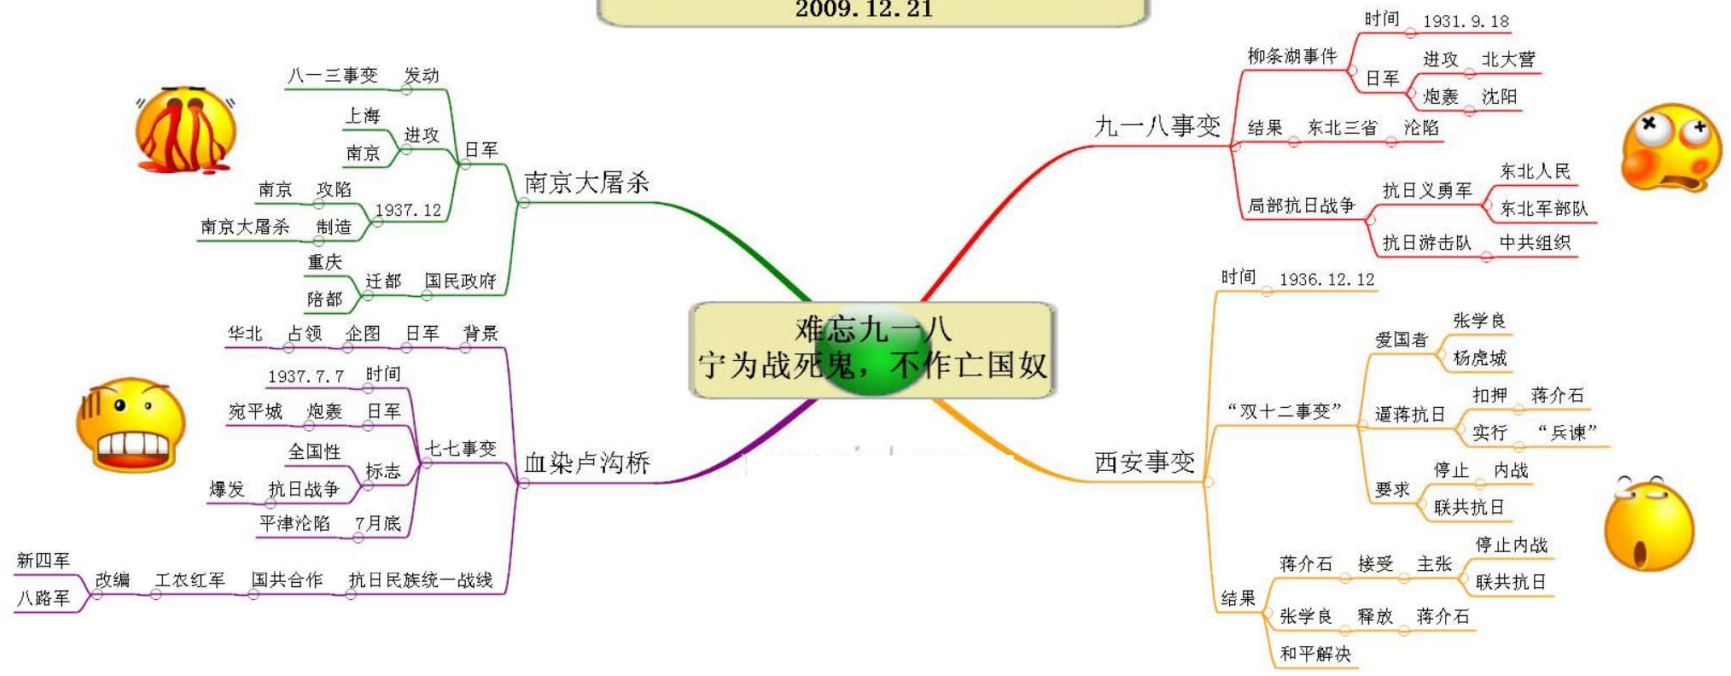 2009.12.21
难忘九一八
宁为战死鬼，不作亡国奴
九一八事变
柳条湖事件
时间
1931.9.18
日军
进攻
北大营
炮轰
沈阳
结果
东北三省
沦陷
局部抗日战争
抗日义勇军
东北人民
东北军部队
抗日游击队
中共组织
西安事变
时间
1936.12.12
“双十二事变”
爱国者
张学良
杨虎城
逼蒋抗日
扣押
蒋介石
实行
“兵谏”
要求
停止
内战
联共抗日
结果
蒋介石
接受
主张
停止内战
联共抗日
张学良
释放
蒋介石
和平解决
南京大屠杀
日军
发动
八一三事变
进攻
上海
南京
1937.12
攻陷
南京
制造
南京大屠杀
国民政府
迁都
重庆
陪都
血染卢沟桥
背景
日军
企图
占领
华北
七七事变
时间
1937.7.7
日军
炮轰
宛平城
标志
全国性
抗日战争
爆发
7月底
平津沦陷
抗日民族统一战线
国共合作
工农红军
改编
新四军
八路军